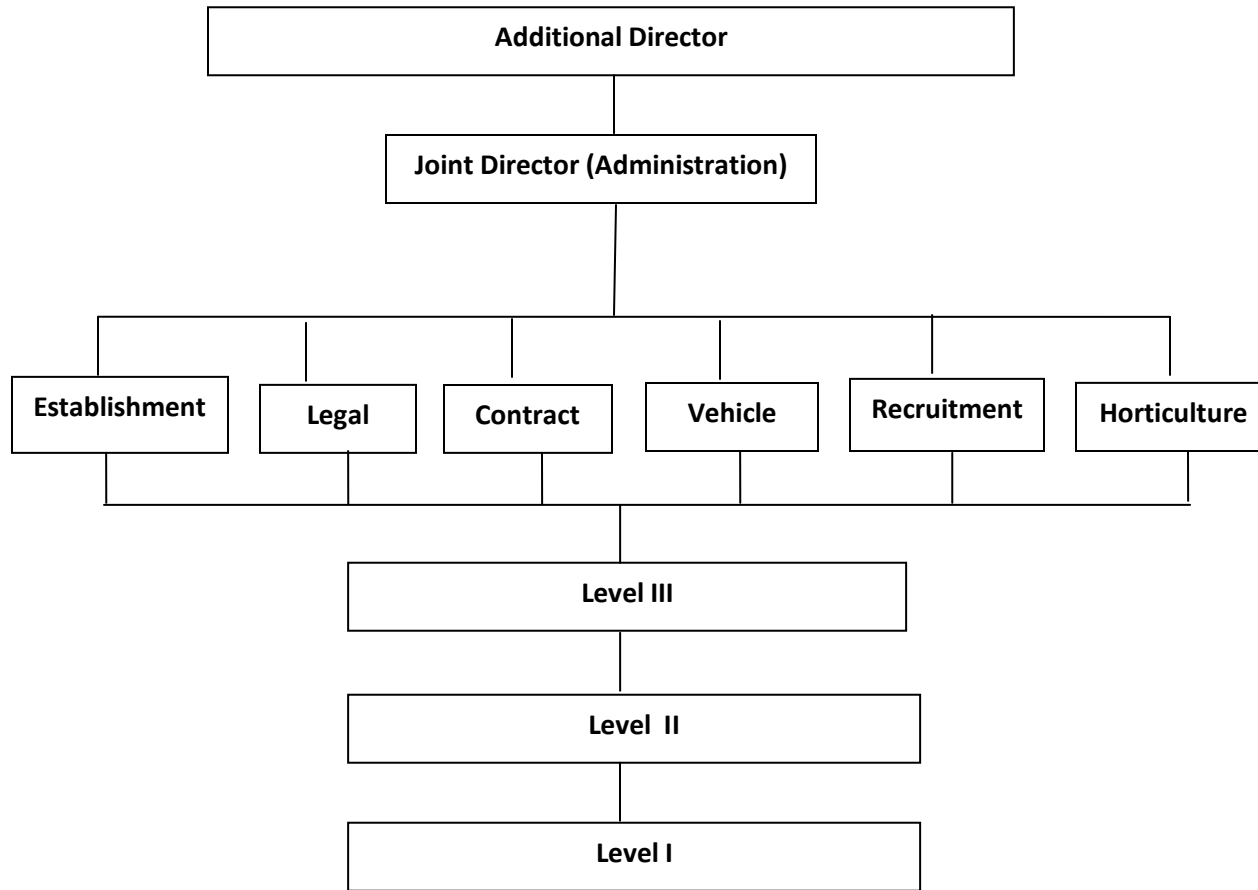 Additional Director
Joint Director (Administration)
Establishment
Legal
Contract
Vehicle
Recruitment
Horticulture
Level III
Level II
Level I